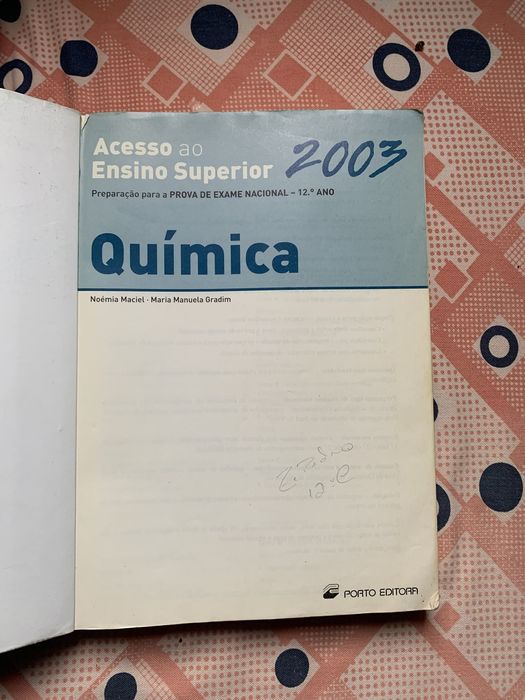 Acesso ao
Ensino Superior 2003
Preparação para a PROVA DE EXAME NACIONAL – 12.º ANO
Química
Noémia Maciel · Maria Manuela Gradim
12.º C
PORTO EDITORA